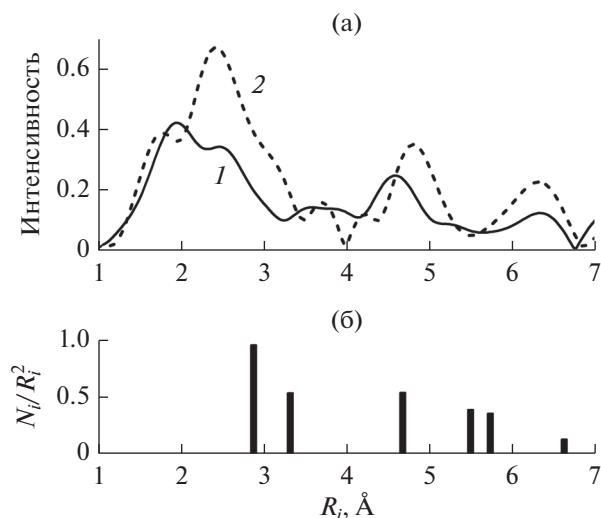 (а)
Интенсивность
0.6
0.4
0.2
0
2
1
1 2 3 4 5 6 7
(б)
N_i/R_i^2
1.0
0.5
0
1 2 3 4 5 6 7
R_i, Å